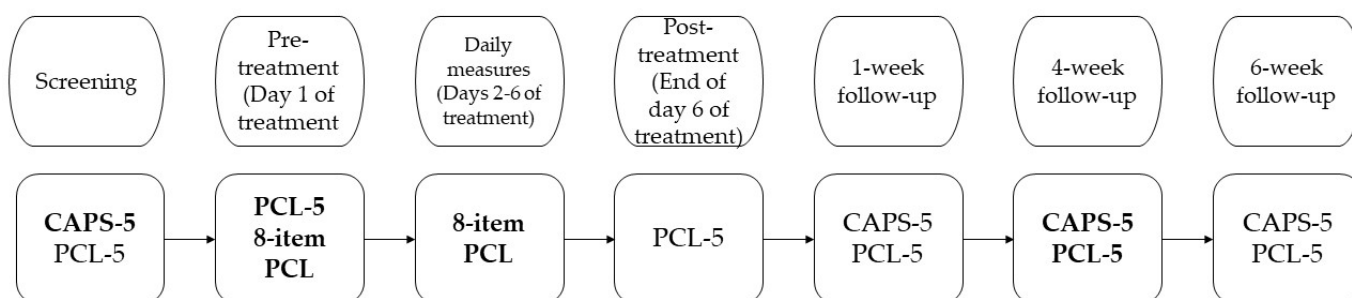 Screening
Pre-
treatment
(Day 1 of
treatment
Daily
measures
(Days 2-6 of
treatment)
Post-
treatment
(End of
day 6 of
treatment)
1-week
follow-up
4-week
follow-up
6-week
follow-up
CAPS-5
PCL-5
PCL-5
8-item
PCL
8-item
PCL
PCL-5
CAPS-5
PCL-5
CAPS-5
PCL-5
CAPS-5
PCL-5